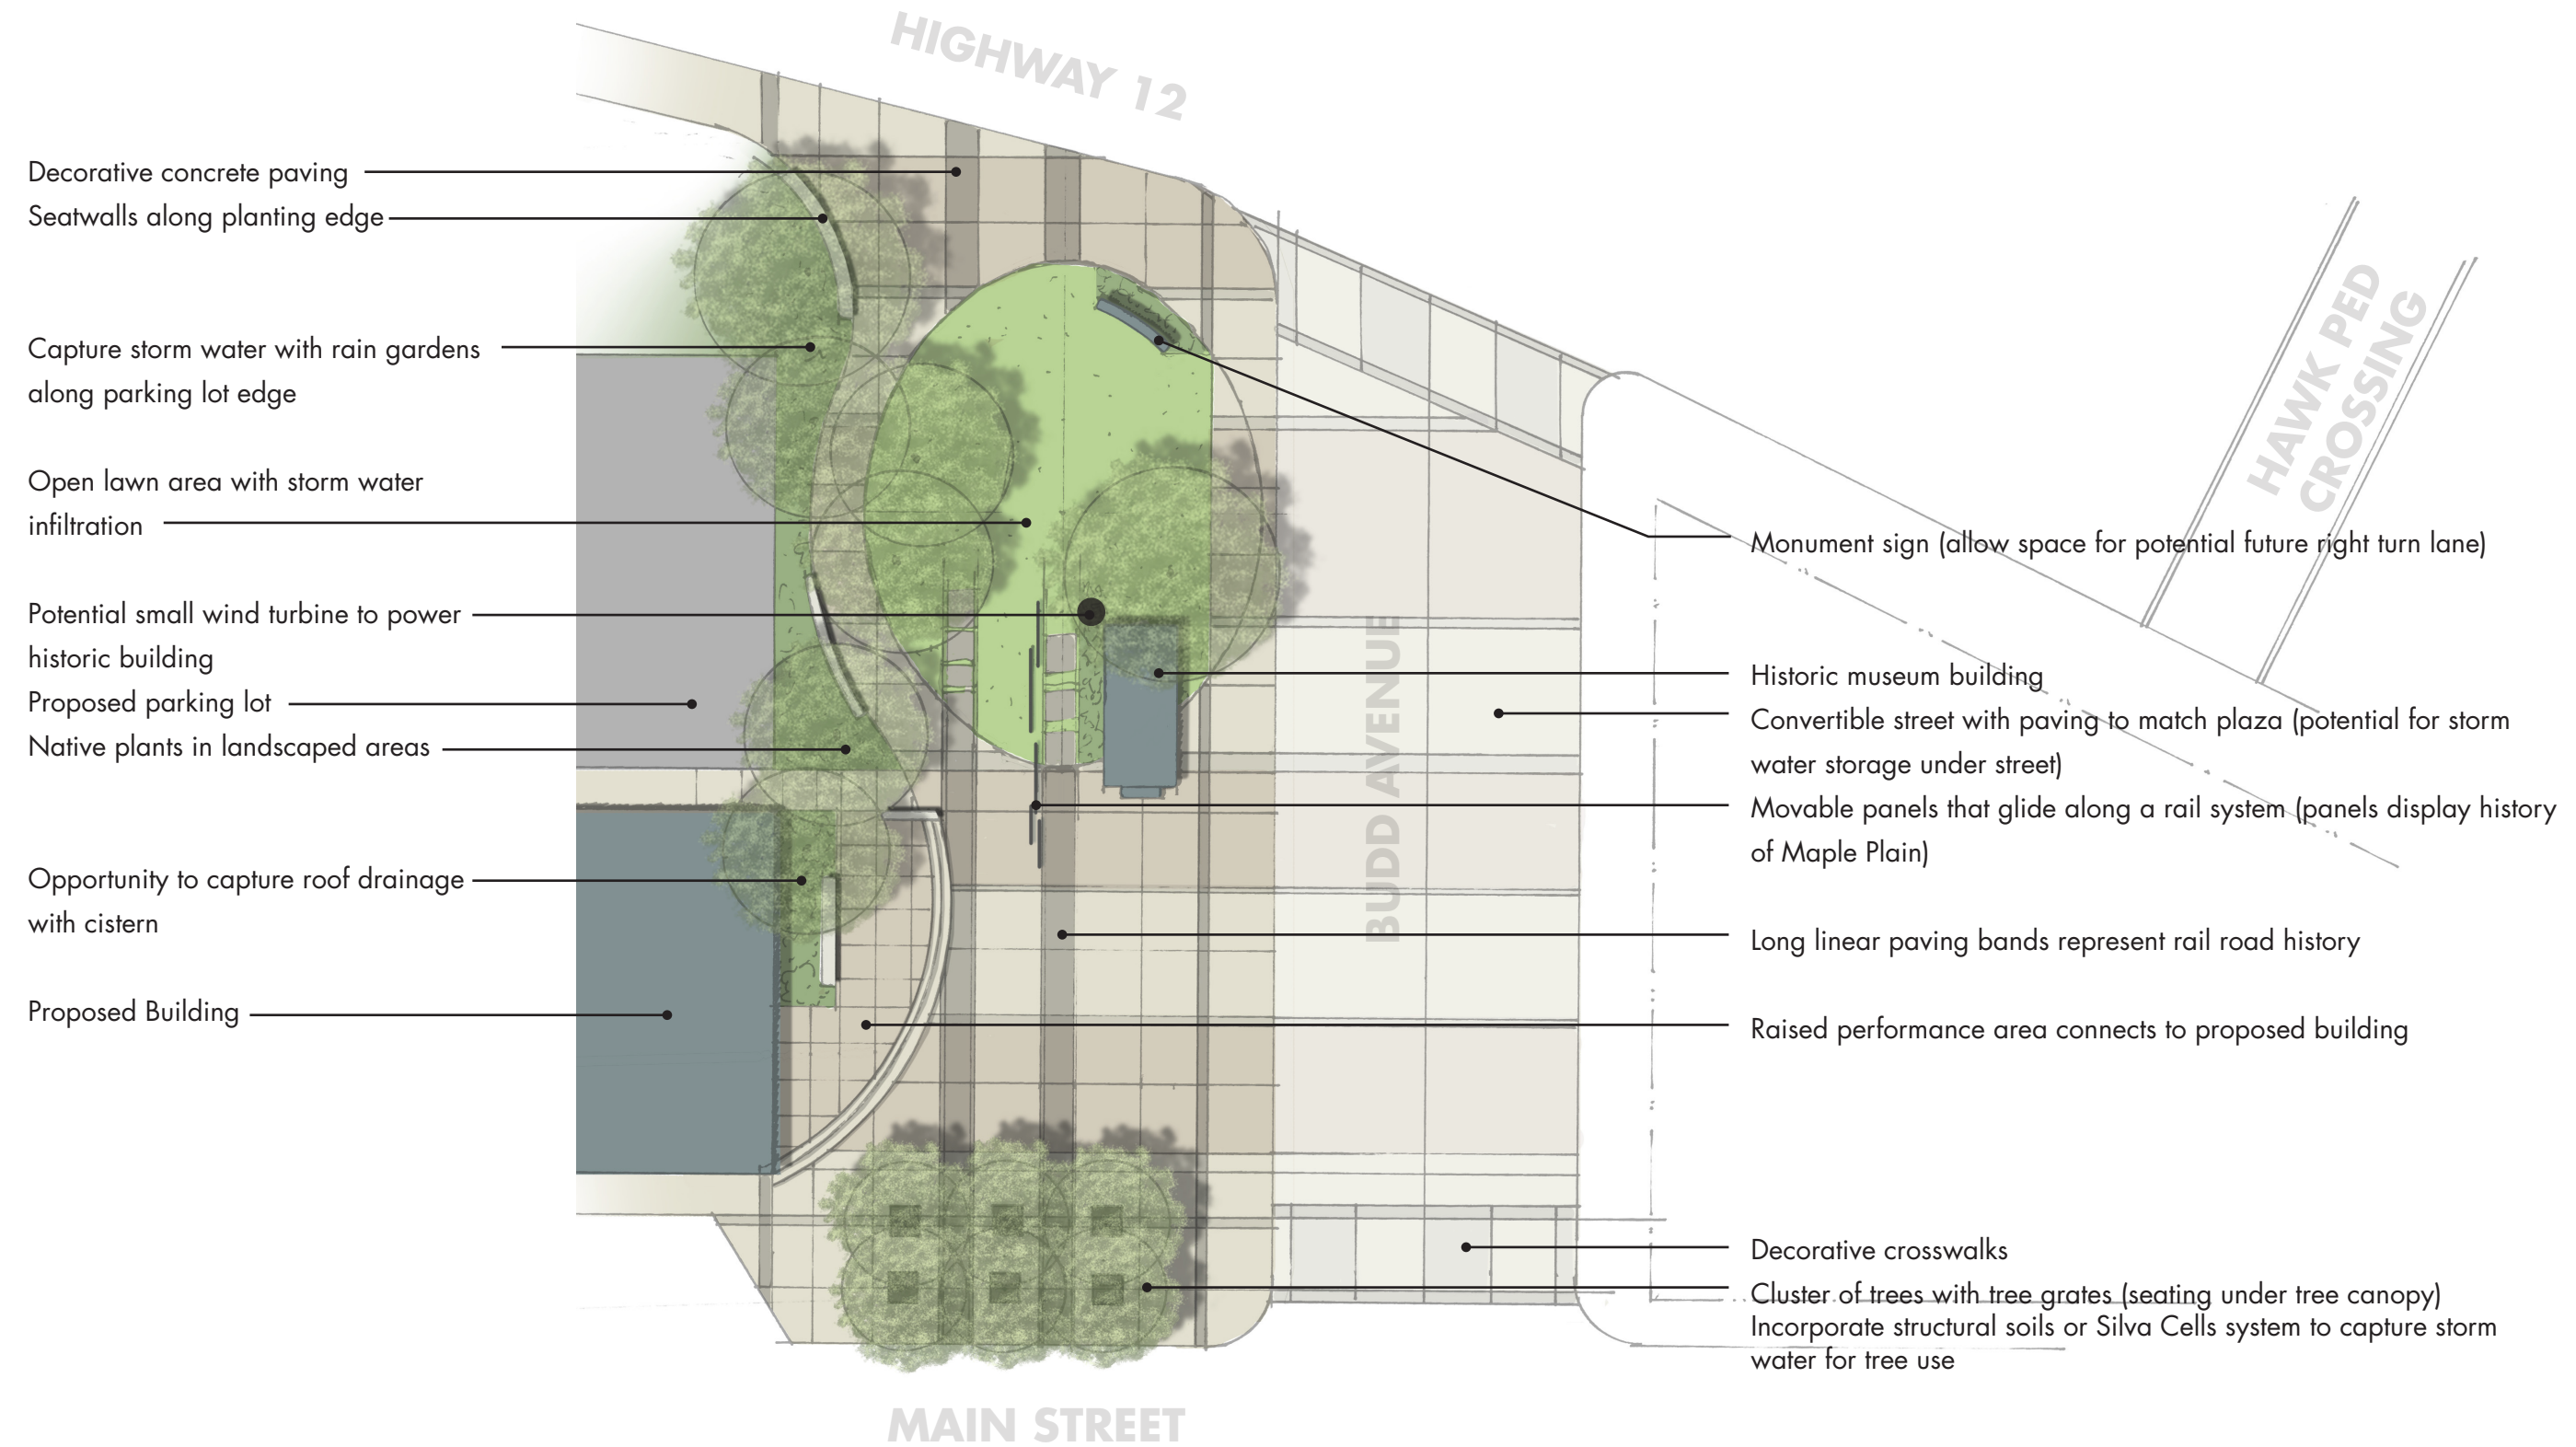 HIGHWAY 12
Decorative concrete paving
Seatwalls along planting edge
Capture storm water with rain gardens
along parking lot edge
Open lawn area with storm water
infiltration
Potential small wind turbine to power
historic building
Proposed parking lot
Native plants in landscaped areas
Opportunity to capture roof drainage
with cistern
Proposed Building
BUDD AVENUE
HAWK PED
CROSSING
Monument sign (allow space for potential future right turn lane)
Historic museum building
Convertible street with paving to match plaza (potential for storm
water storage under street)
Movable panels that glide along a rail system (panels display history
of Maple Plain)
Long linear paving bands represent rail road history
Raised performance area connects to proposed building
Decorative crosswalks
Cluster of trees with tree grates (seating under tree canopy)
Incorporate structural soils or Silva Cells system to capture storm
water for tree use
MAIN STREET